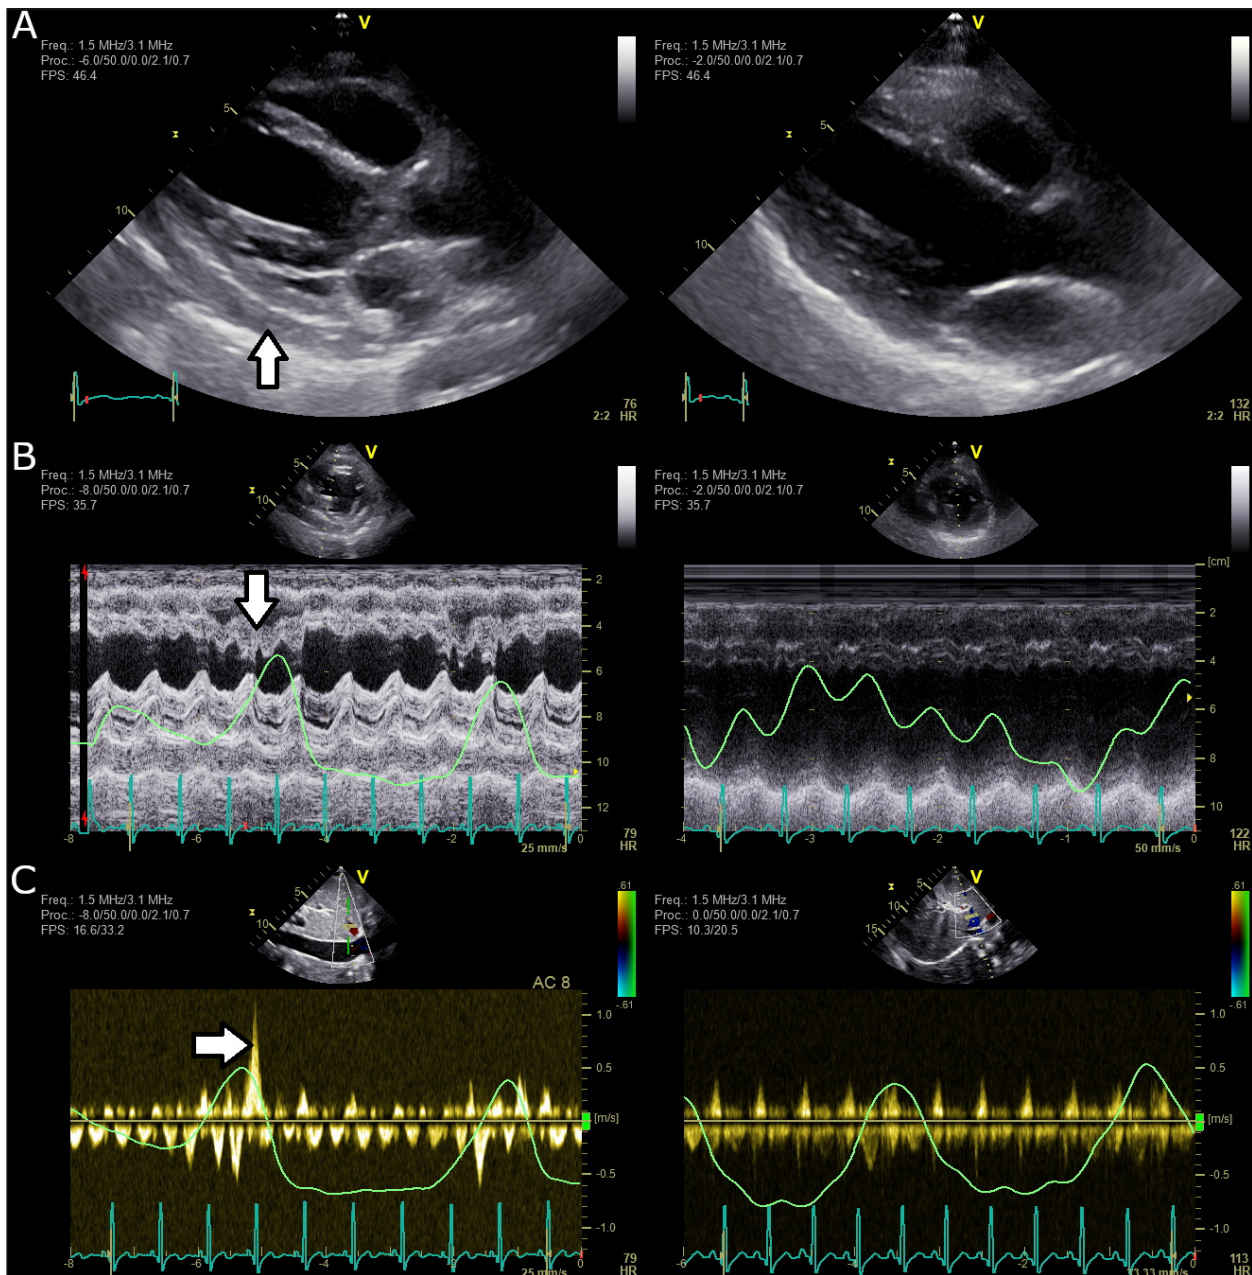 A
V
Freq.: 1.5 MHz/3.1 MHz
Proc.: -6.0/50.0/0.0/2.1/0.7
FPS: 46.4
5
10
76
2:2 HR
V
Freq.: 1.5 MHz/3.1 MHz
Proc.: -2.0/50.0/0.0/2.1/0.7
FPS: 46.4
5
10
132
2:2 HR
B
V
Freq.: 1.5 MHz/3.1 MHz
Proc.: -8.0/50.0/0.0/2.1/0.7
FPS: 35.7
5
10
2
4
6
8
10
12
-8 -6 -4 -2 0
25 mm/s
79
HR
V
Freq.: 1.5 MHz/3.1 MHz
Proc.: -2.0/50.0/0.0/2.1/0.7
FPS: 35.7
5
10
[cm]
2
4
6
8
10
-4 -3 -2 -1 0
50 mm/s
122
HR
C
V
Freq.: 1.5 MHz/3.1 MHz
Proc.: -8.0/50.0/0.0/2.1/0.7
FPS: 16.6/33.2
5
10
.61
-.61
AC 8
1.0
0.5
[m/s]
-0.5
-1.0
-8 -6 -4 -2 0
25 mm/s
79
HR
V
Freq.: 1.5 MHz/3.1 MHz
Proc.: 0.0/50.0/0.0/2.1/0.7
FPS: 10.3/20.5
5
10
15
.61
-.61
1.0
0.5
[m/s]
-0.5
-1.0
-6 -4 -2 0
33.33 mm/s
113
HR